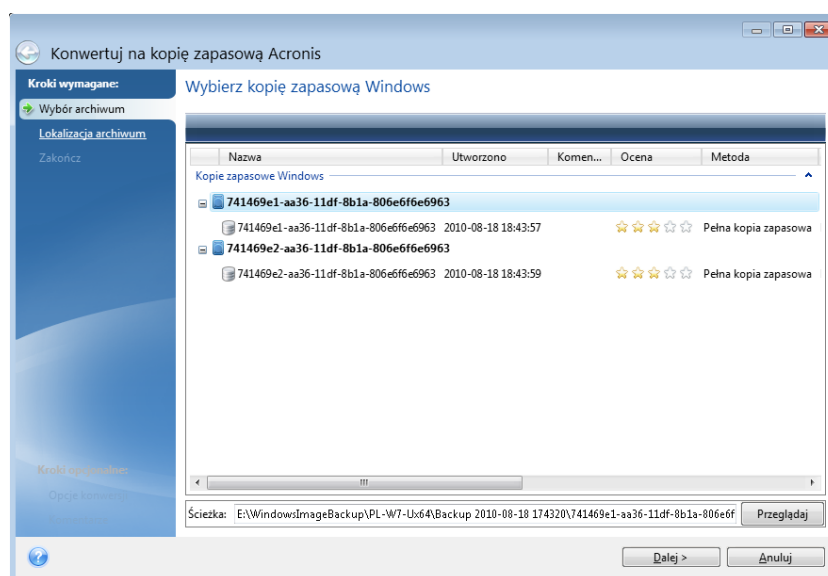 Konwertuj na kopię zapasową Acronis
Kroki wymagane:
Wybór archiwum
Lokalizacja archiwum
Zakończ
Wybierz kopię zapasową Windows
Nazwa Utworzono Komen... Ocena Metoda
Kopie zapasowe Windows
741469e1-aa36-11df-8b1a-806e6f6e6963
741469e1-aa36-11df-8b1a-806e6f6e6963 2010-08-18 18:43:57 Pełna kopia zapasowa
741469e2-aa36-11df-8b1a-806e6f6e6963
741469e2-aa36-11df-8b1a-806e6f6e6963 2010-08-18 18:43:59 Pełna kopia zapasowa
Kroki opcjonalne:
Opcje
Ścieżka: E:\WindowsImageBackup\PL-W7-Ux64\Backup 2010-08-18 174320\741469e1-aa36-11df-8b1a-806e6f Przeglądaj
Dalej > Anuluj